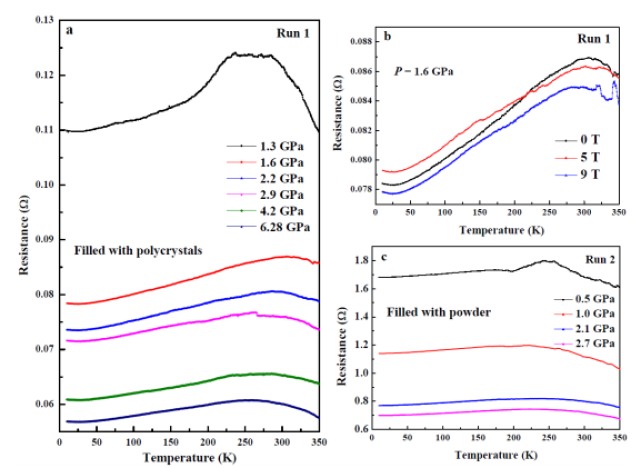 a
Run 1
0.13
0.12
0.11
0.10
0.09
0.08
0.07
0.06
Resistance (Ω)
1.3 GPa
1.6 GPa
2.2 GPa
2.9 GPa
4.2 GPa
6.28 GPa
Filled with polycrystals
0 50 100 150 200 250 300 350
Temperature (K)
b
Run 1
P = 1.6 GPa
0.088
0.086
0.084
0.082
0.080
0.078
Resistance (Ω)
0 T
5 T
9 T
0 50 100 150 200 250 300 350
Temperature (K)
c
Run 2
1.8
1.6
1.4
1.2
1.0
0.8
0.6
Resistance (Ω)
0.5 GPa
1.0 GPa
2.1 GPa
2.7 GPa
Filled with powder
0 50 100 150 200 250 300 350
Temperature (K)